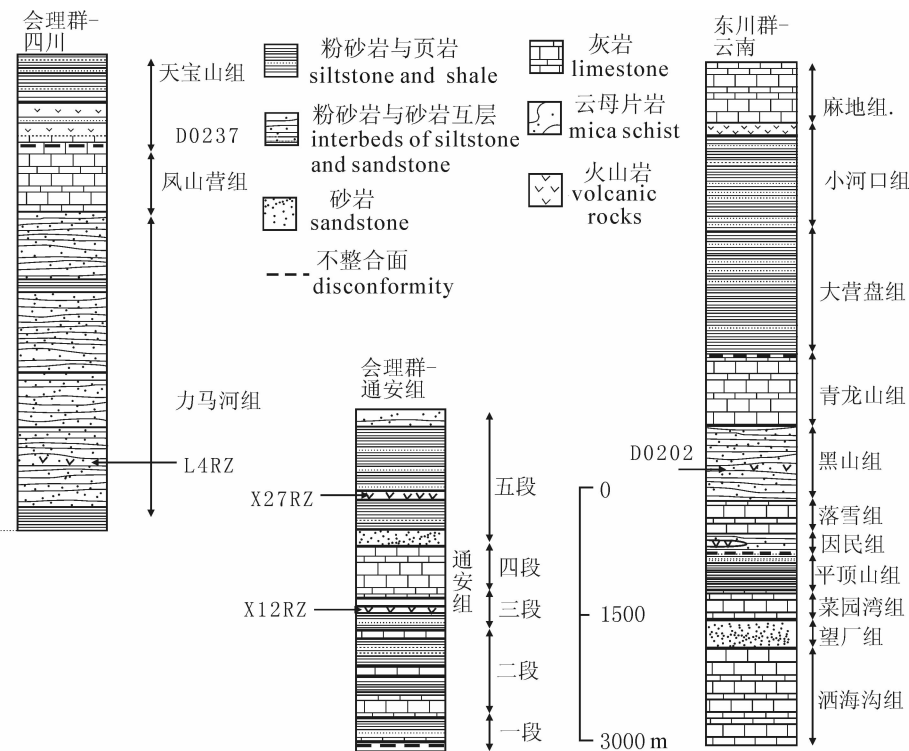 会理群-
四川
天宝山组
D0237
凤山营组
力马河组
L4RZ
粉砂岩与页岩
siltstone and shale
粉砂岩与砂岩互层
interbeds of siltstone
and sandstone
砂岩
sandstone
不整合面
disconformity
灰岩
limestone
云母片岩
mica schist
火山岩
volcanic
rocks
会理群-
通安组
X27RZ
X12RZ
五段
四段
三段
二段
一段
通安组
0
1500
3000 m
东川群-
云南
麻地组.
小河口组
大营盘组
青龙山组
D0202
黑山组
落雪组
因民组
平顶山组
菜园湾组
望厂组
洒海沟组